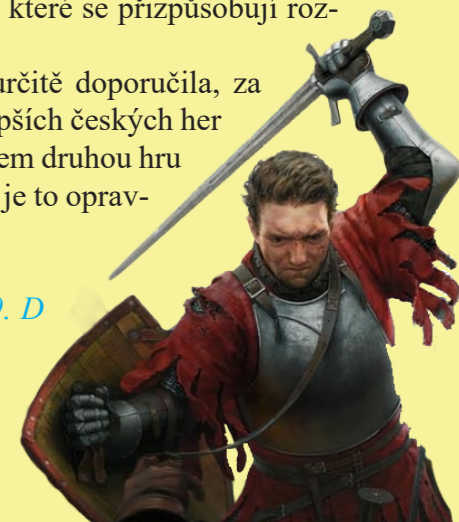 které se přizpůsobují roz-
určitě doporučila, za
pších českých her
em druhou hru
je to oprav-
. D